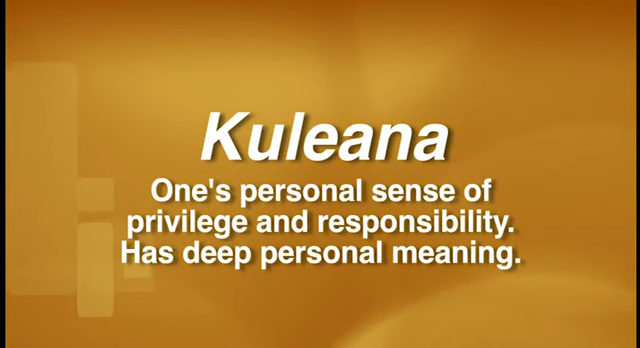 Kuleana
One's personal sense of
privilege and responsibility.
Has deep personal meaning.